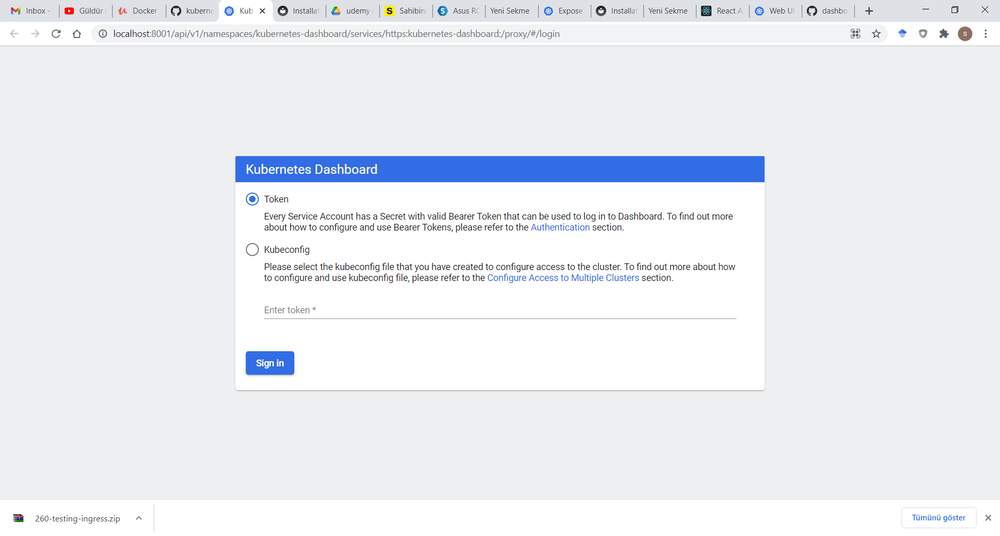 Inbox -
Güldür
Docker
kuberne
Kub
Installat
udemy
Sahibin
Asus RO
Yeni Sekme
Expose
Installat
Yeni Sekme
React A
Web UI
dashbo
localhost:8001/api/v1/namespaces/kubernetes-dashboard/services/https:kubernetes-dashboard:/proxy/#/login
S
Kubernetes Dashboard
Token
Every Service Account has a Secret with valid Bearer Token that can be used to log in to Dashboard. To find out more
about how to configure and use Bearer Tokens, please refer to the Authentication section.
Kubeconfig
Please select the kubeconfig file that you have created to configure access to the cluster. To find out more about how
to configure and use kubeconfig file, please refer to the Configure Access to Multiple Clusters section.
Enter token *
Sign in
260-testing-ingress.zip
Tümünü göster